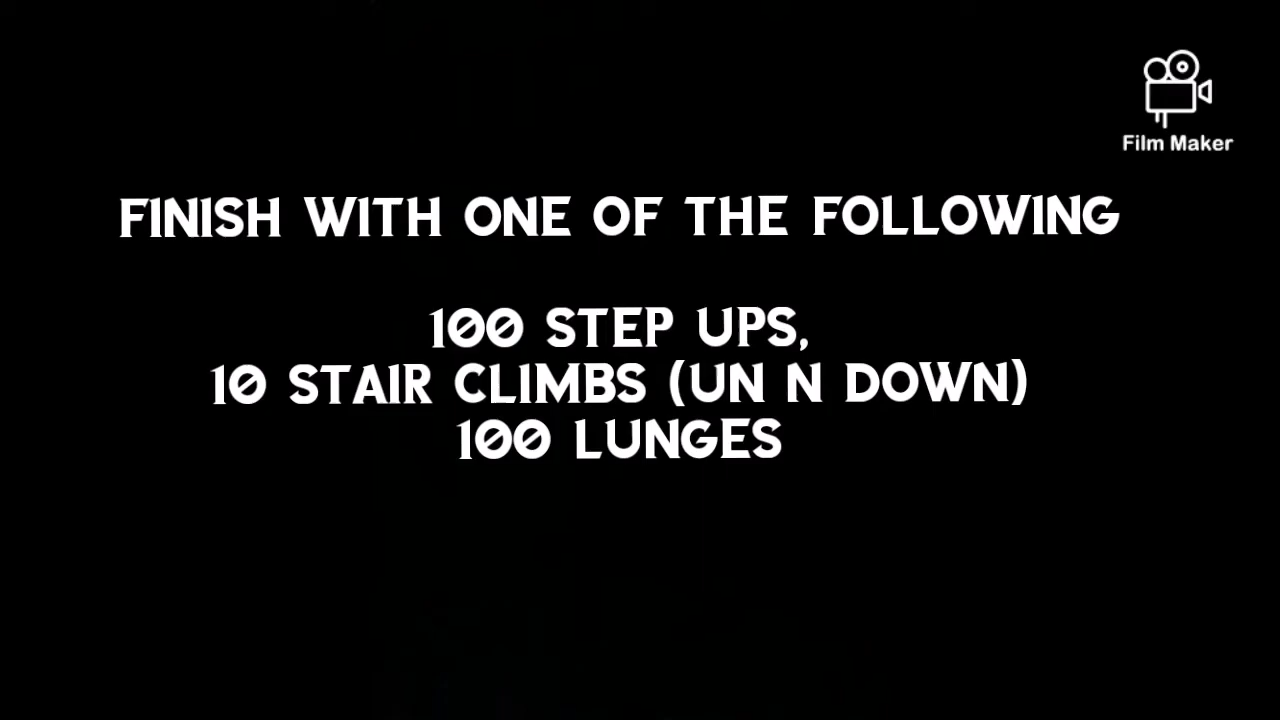 Film Maker
FINISH WITH ONE OF THE FOLLOWING
100 STEP UPS,
10 STAIR CLIMBS (UN N DOWN)
100 LUNGES